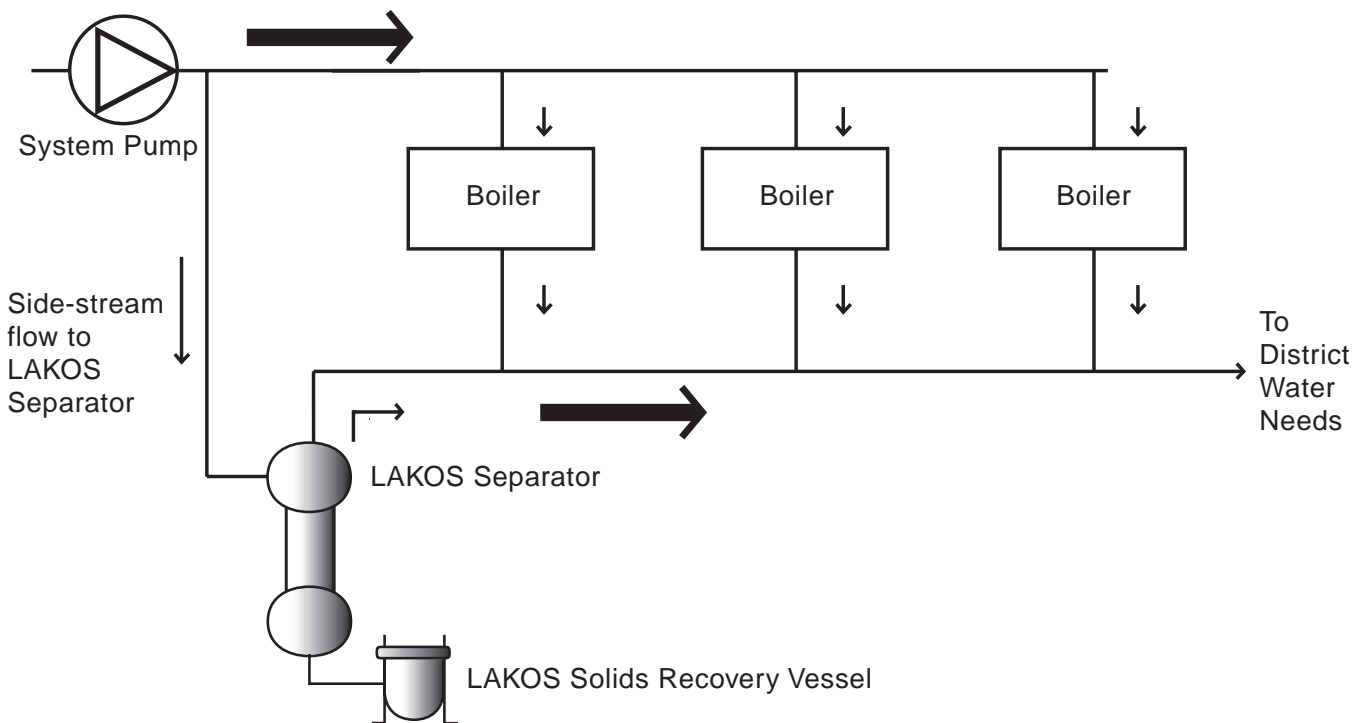 System Pump
Boiler
Boiler
Boiler
Side-stream
flow to
LAKOS
Separator
To
District
Water
Needs
LAKOS Separator
LAKOS Solids Recovery Vessel